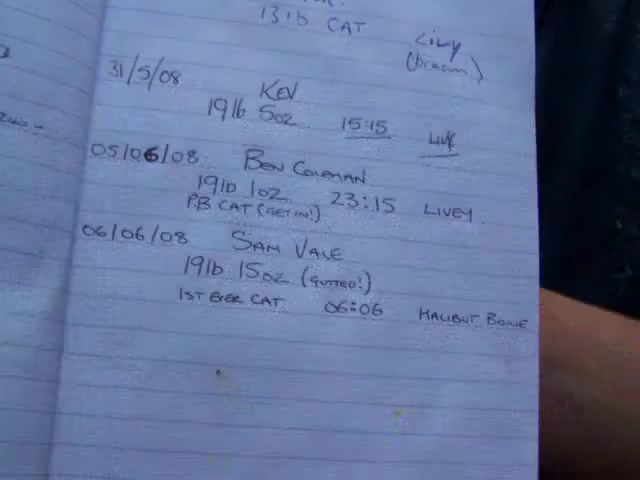 13lb CAT Livey
31/5/08 KEV
19lb 5oz 15:15
05/06/08 BEN COLEMAN
19lb 1oz 23:15 LIVEY
PB CAT (GET IN!)
06/06/08 SAM VALE
19lb 15oz (GUTTED!)
1ST EVER CAT 06:06 HALIBUT BOILIE